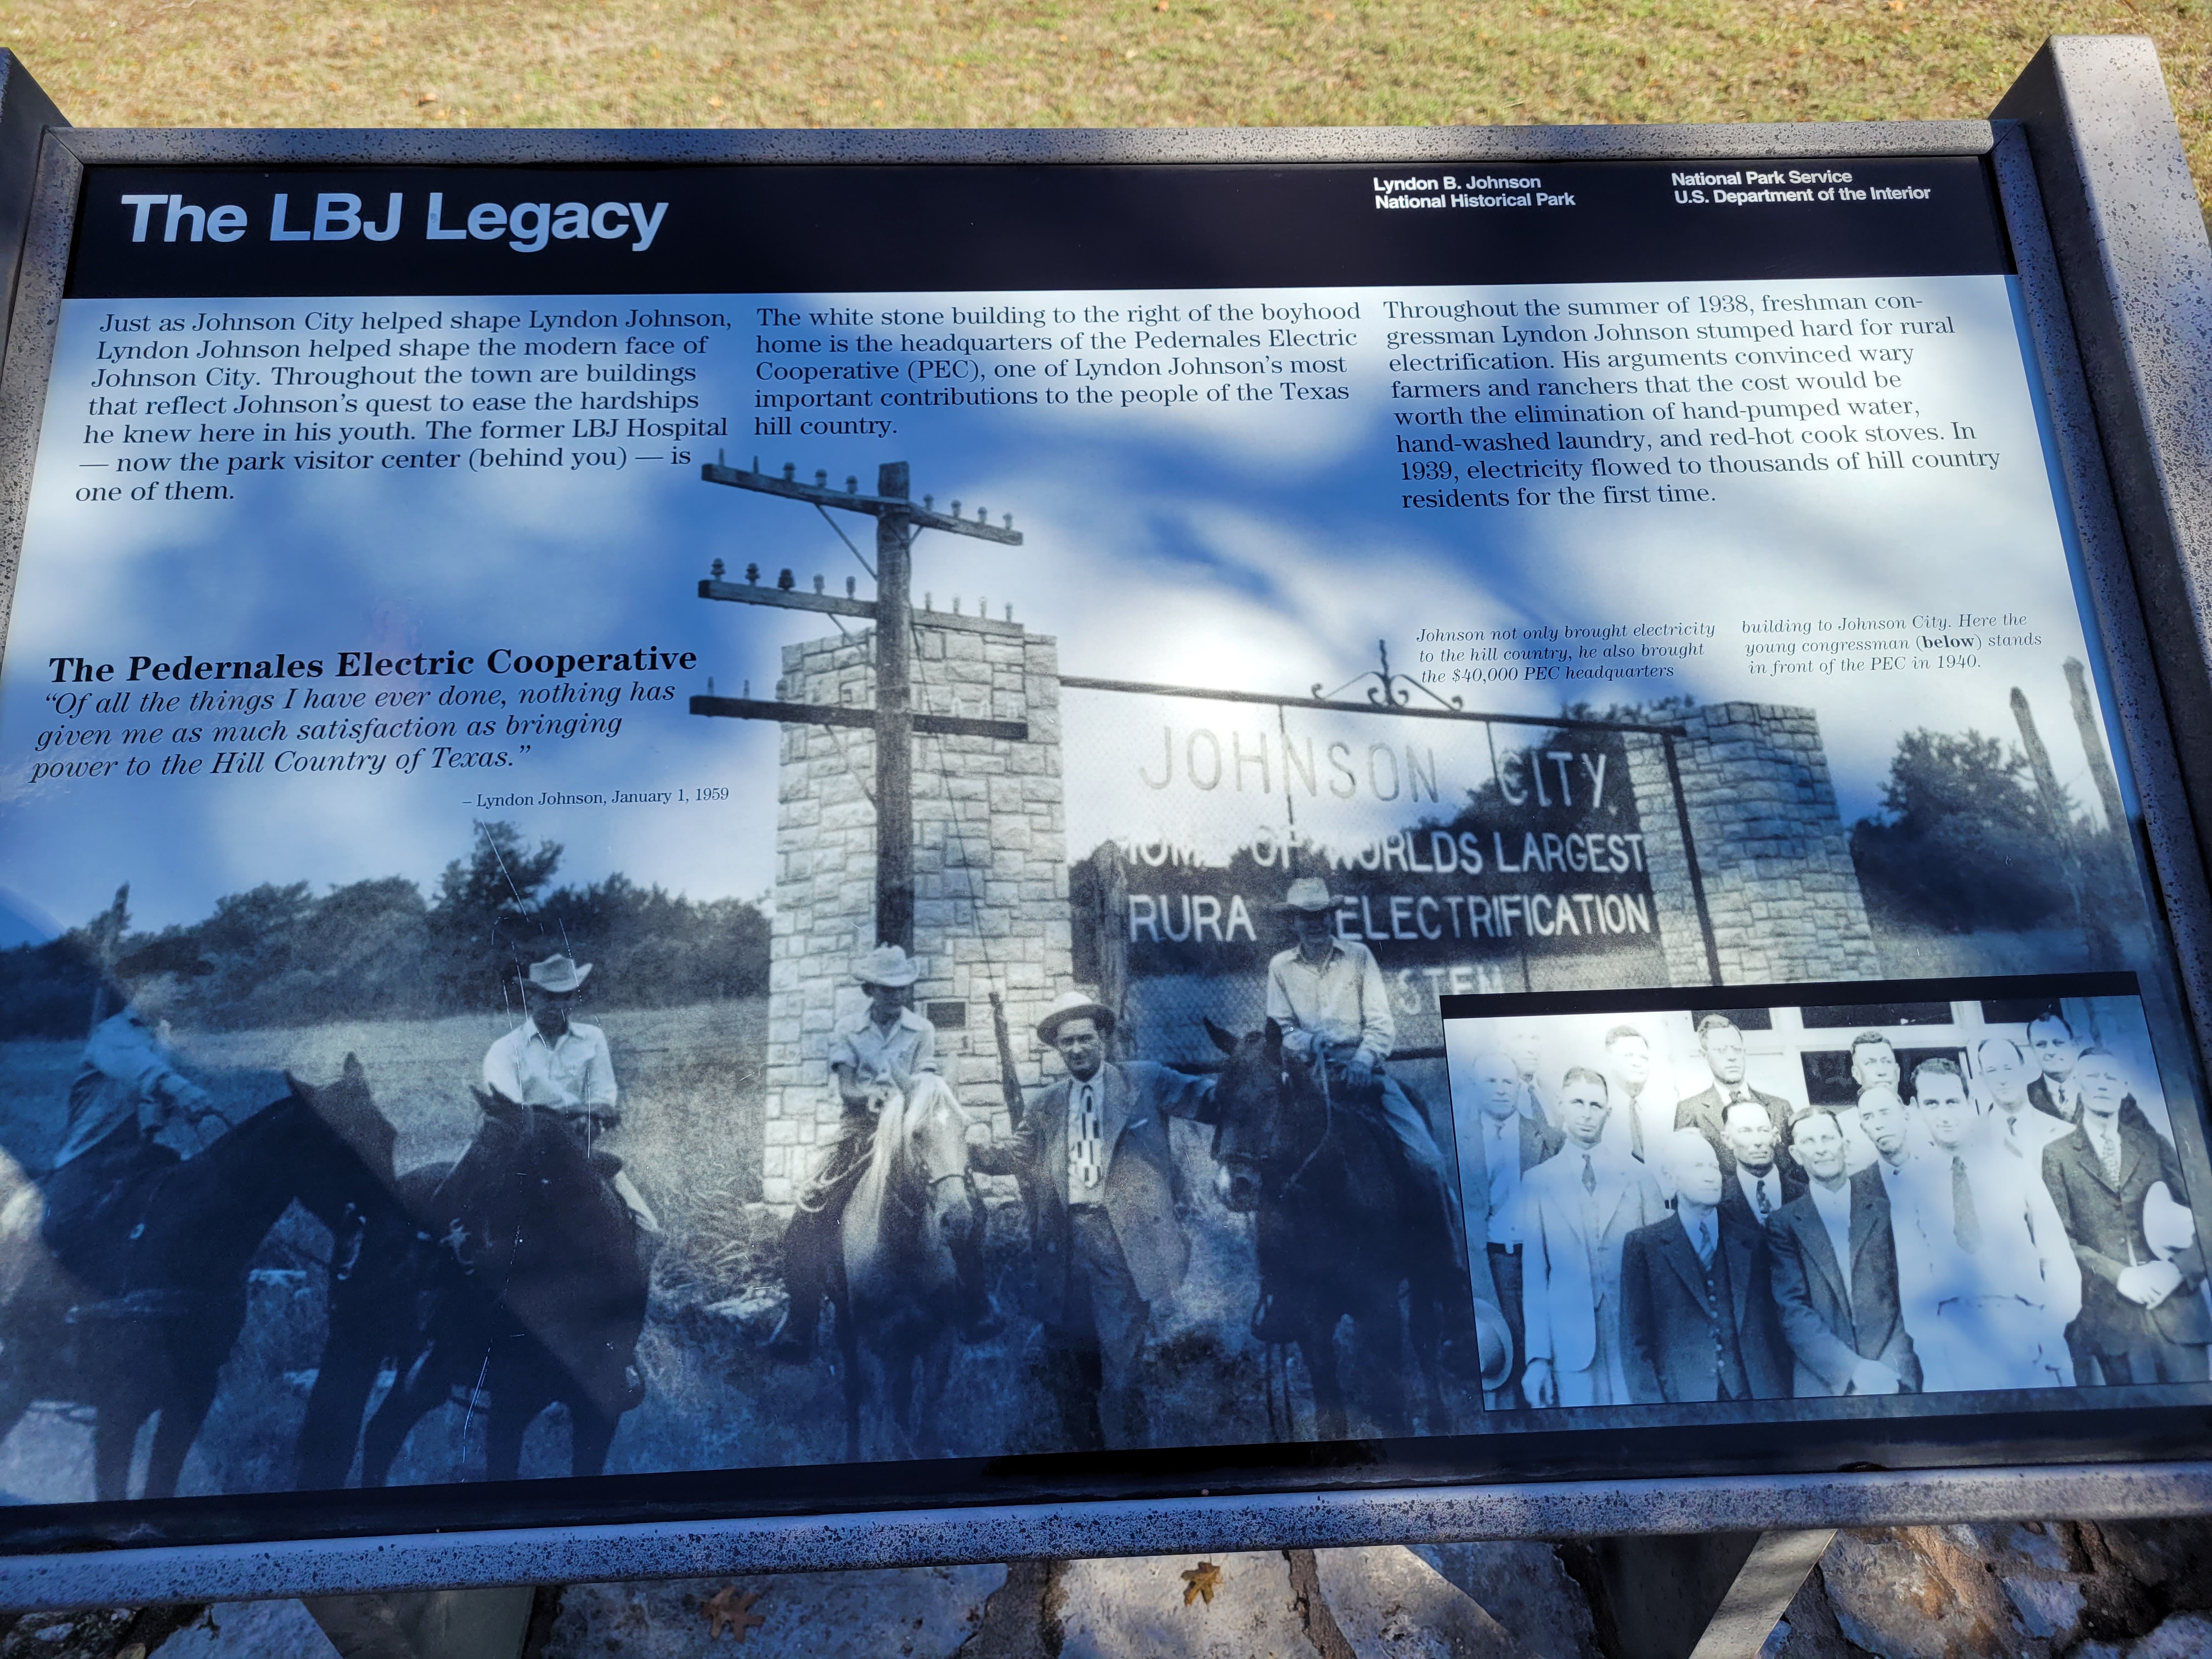 The LBJ Legacy
Lyndon B. Johnson
National Historical Park
National Park Service
U.S. Department of the Interior
Just as Johnson City helped shape Lyndon Johnson,
Lyndon Johnson helped shape the modern face of
Johnson City. Throughout the town are buildings
that reflect Johnson's quest to ease the hardships
he knew here in his youth. The former LBJ Hospital
— now the park visitor center (behind you) — is
one of them.
The white stone building to the right of the boyhood
home is the headquarters of the Pedernales Electric
Cooperative (PEC), one of Lyndon Johnson's most
important contributions to the people of the Texas
hill country.
Throughout the summer of 1938, freshman con-
gressman Lyndon Johnson stumped hard for rural
electrification. His arguments convinced wary
farmers and ranchers that the cost would be
worth the elimination of hand-pumped water,
hand-washed laundry, and red-hot cook stoves. In
1939, electricity flowed to thousands of hill country
residents for the first time.
The Pedernales Electric Cooperative
"Of all the things I have ever done, nothing has
given me as much satisfaction as bringing
power to the Hill Country of Texas."
– Lyndon Johnson, January 1, 1959
Johnson not only brought electricity
to the hill country, he also brought
the $40,000 PEC headquarters
building to Johnson City. Here the
young congressman (below) stands
in front of the PEC in 1940.
JOHNSON CITY
HOME OF WORLDS LARGEST
RURA ELECTRIFICATION
STEM